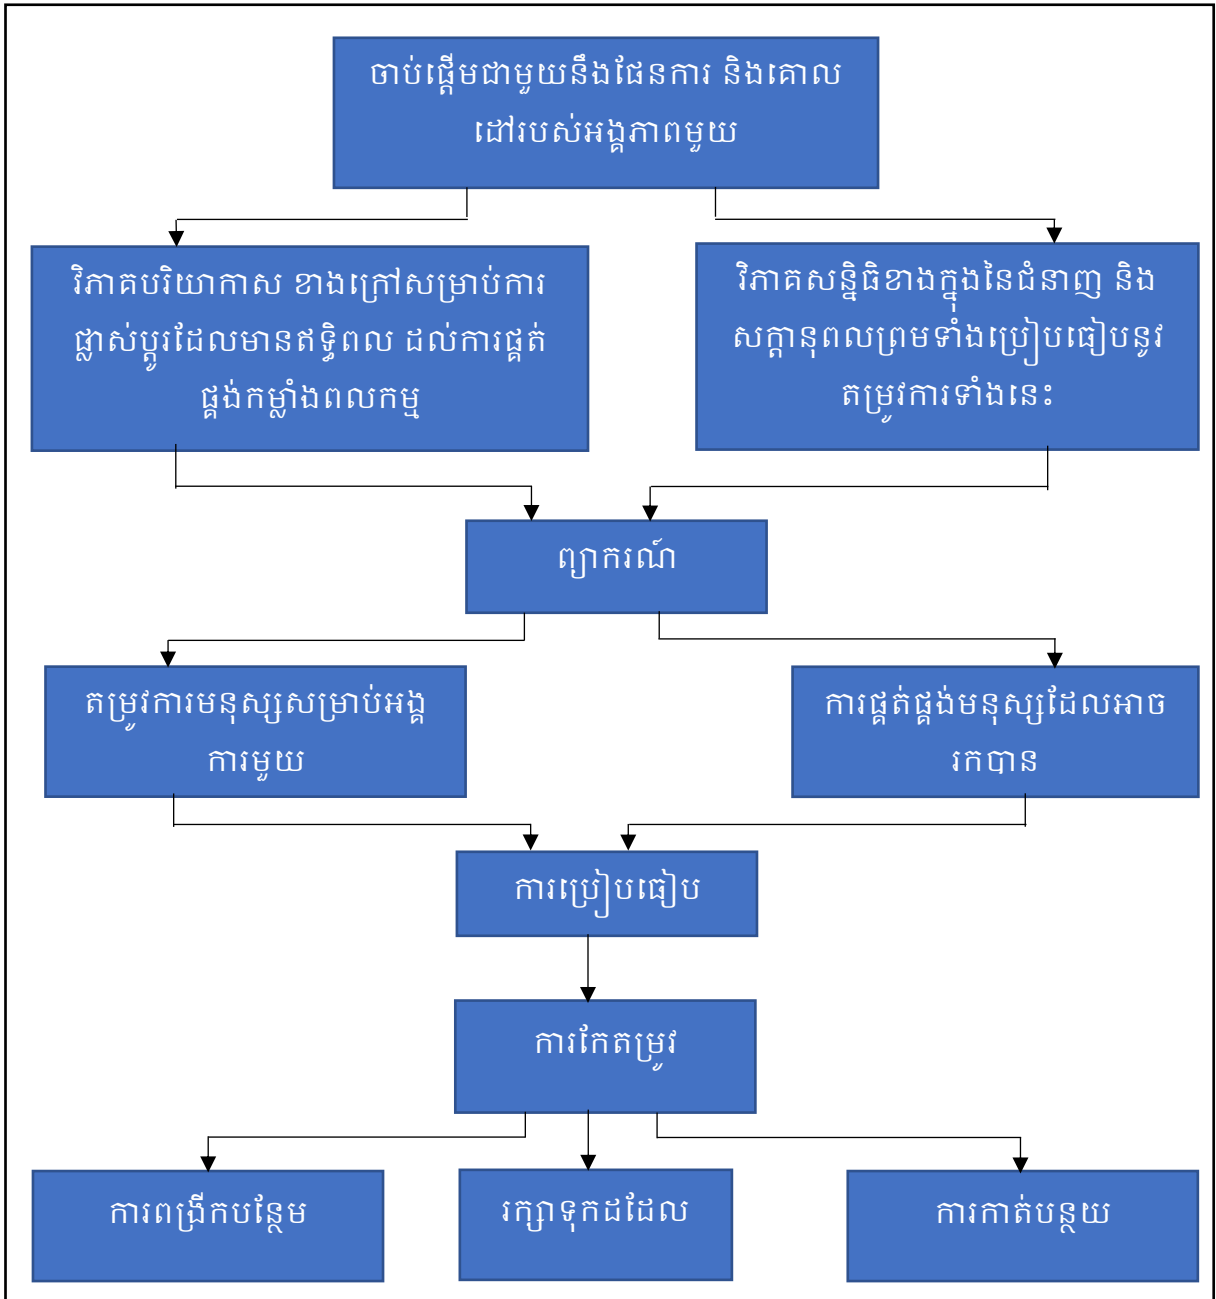 ចាប់ផ្តើមជាមួយនឹងផែនការ និងគោល
ដៅរបស់អង្គភាពមួយ
វិភាគបរិយាកាស ខាងក្រៅសម្រាប់ការ
ផ្លាស់ប្តូរដែលមានឥទ្ធិពល ដល់ការផ្គត់
ផ្គង់កម្លាំងពលកម្ម
វិភាគសន្និធិខាងក្នុងនៃជំនាញ និង
សក្តានុពលព្រមទាំងប្រៀបធៀបនូវ
តម្រូវការទាំងនេះ
ព្យាករណ៍
តម្រូវការមនុស្សសម្រាប់អង្គ
ការមួយ
ការផ្គត់ផ្គង់មនុស្សដែលអាច
រកបាន
ការប្រៀបធៀប
ការកែតម្រូវ
ការពង្រីកបន្ថែម
រក្សាទុកដដែល
ការកាត់បន្ថយ